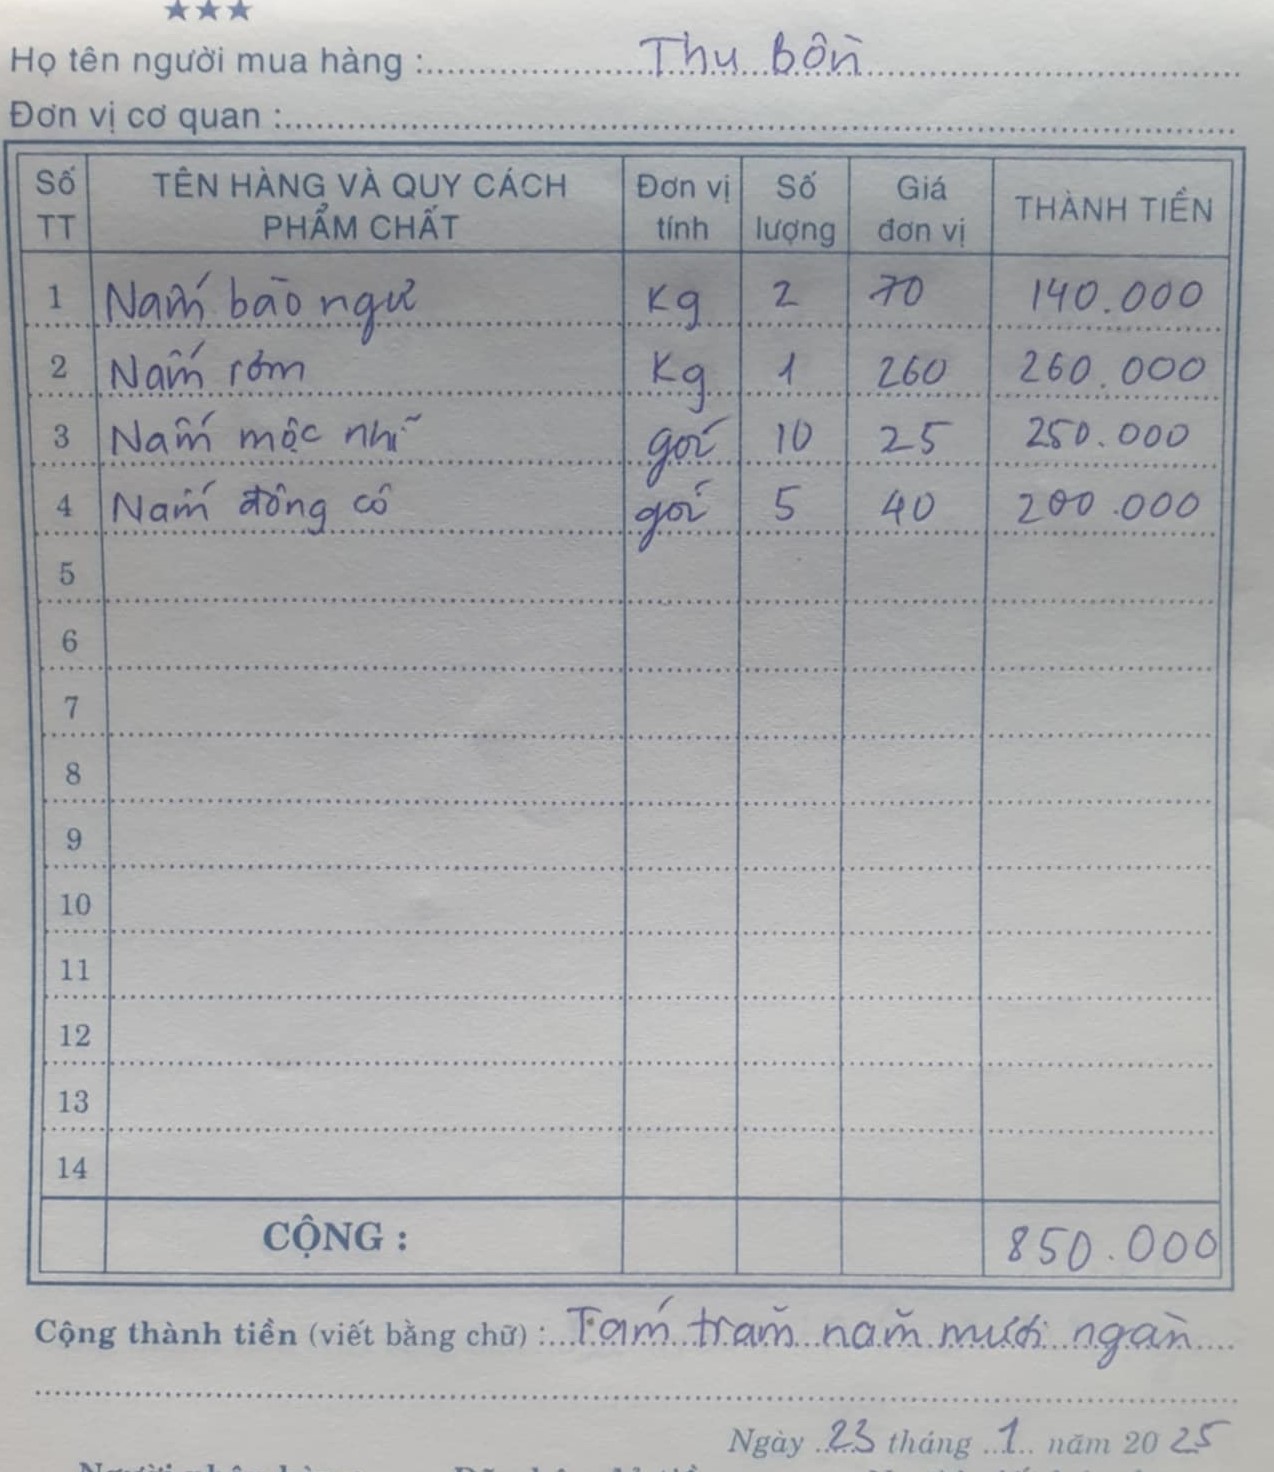 ★★★
Họ tên người mua hàng : Thu Bồn
Đơn vị cơ quan :
Số TT TÊN HÀNG VÀ QUY CÁCH PHẨM CHẤT Đơn vị tính Số lượng Giá đơn vị THÀNH TIỀN
1 Nấm bào ngư Kg 2 70 140.000
2 Nấm rơm Kg 1 260 260.000
3 Nấm mộc nhĩ gói 10 25 250.000
4 Nấm đông cô gói 5 40 200.000
5
6
7
8
9
10
11
12
13
14
CỘNG : 850.000
Cộng thành tiền (viết bằng chữ) : Tám trăm năm mươi ngàn
Ngày 23 tháng 1 năm 2025